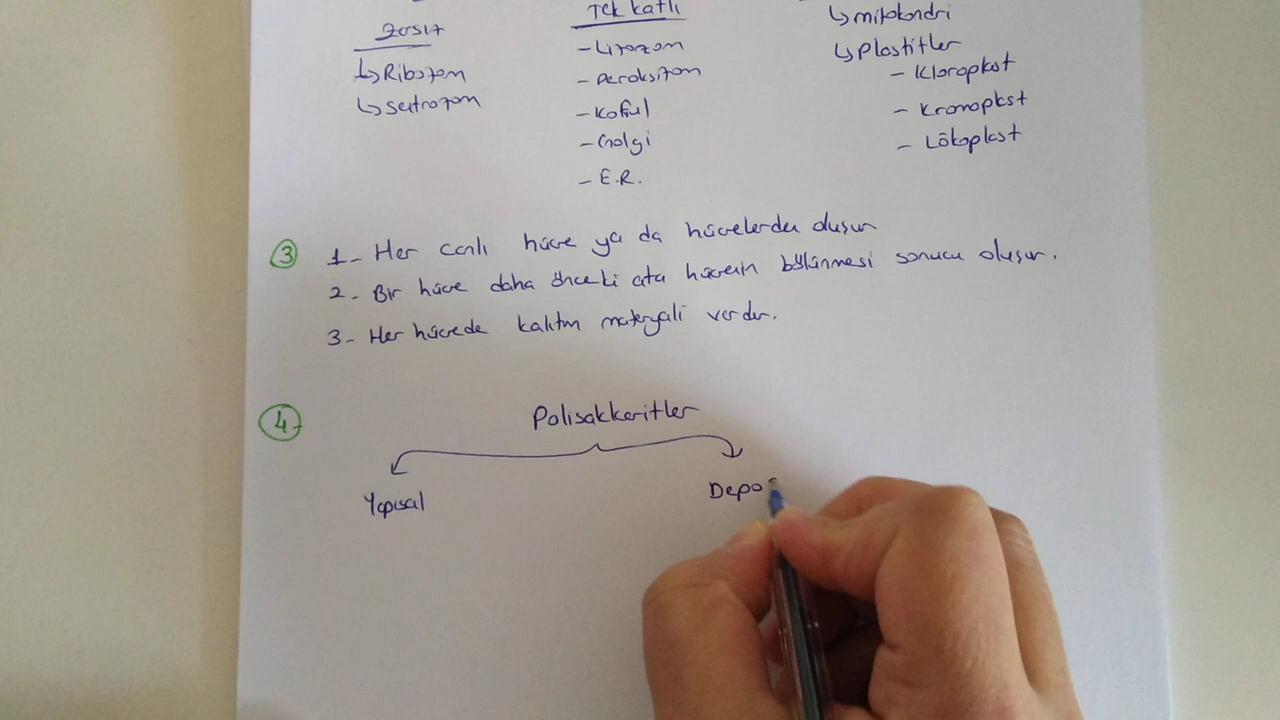 zarsız
↳ Ribozom
↳ Sentrozom
Tek katlı
- Lizozom
- Peroksizom
- Koful
- Golgi
- E.R.
↳ mitokondri
↳ Plastitler
- Kloroplast
- Kromoplast
- Lökoplast
3 1- Her canlı hücre ya da hücrelerden oluşur
2- Bir hücre daha önceki ata hücrenin bölünmesi sonucu oluşur.
3- Her hücrede kalıtım materyali vardır.
4- Polisakkaritler
Yapısal
Depo